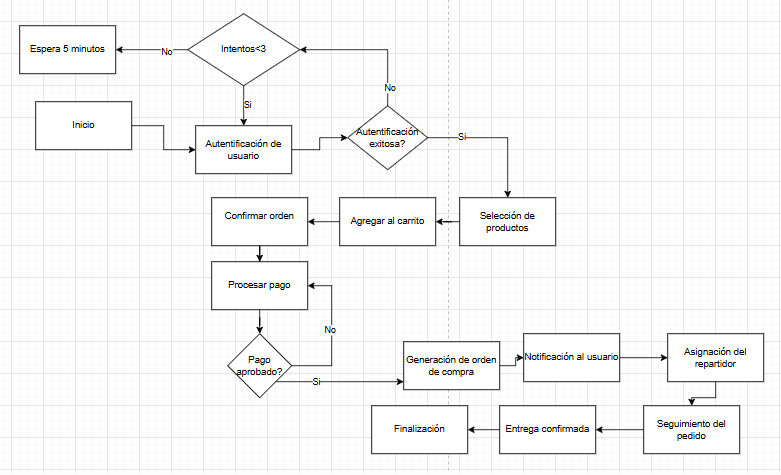 Espera 5 minutos
No
Intentos<3
Si
No
Inicio
Autentificación de
usuario
Autentificación
exitosa?
Si
Confirmar orden
Agregar al carrito
Selección de
productos
Procesar pago
No
Pago
aprobado?
Si
Generación de orden
de compra
Notificación al usuario
Asignación del
repartidor
Finalización
Entrega confirmada
Seguimiento del
pedido